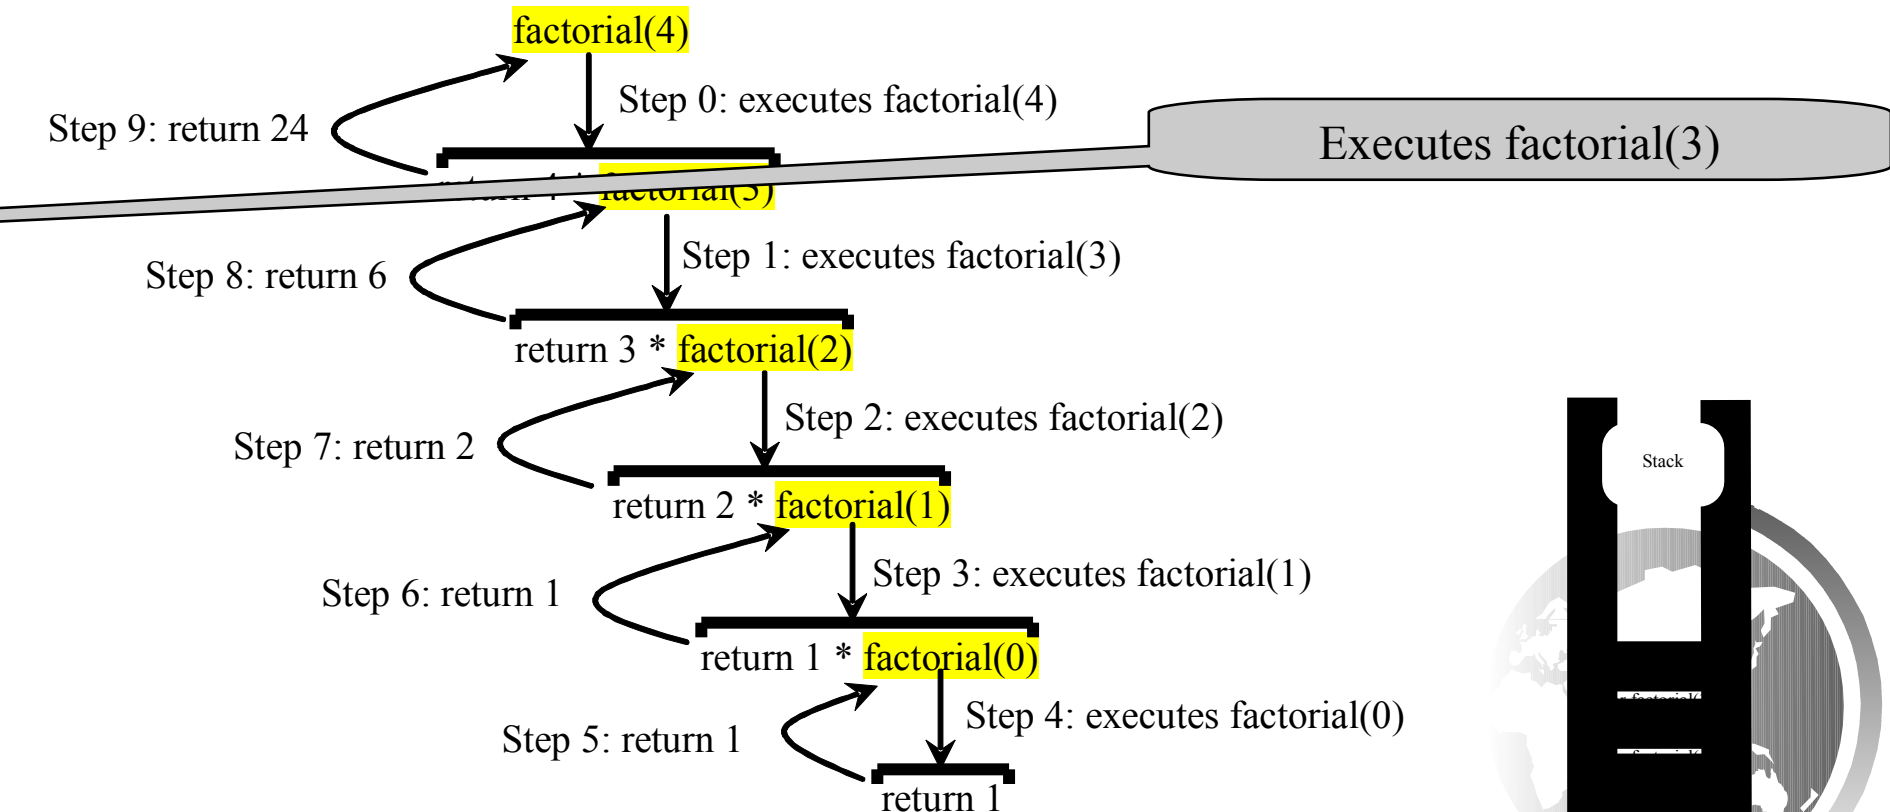 factorial(4)
Step 0: executes factorial(4)
Step 9: return 24
Executes factorial(3)
factorial(3)
Step 1: executes factorial(3)
Step 8: return 6
return 3 * factorial(2)
Step 2: executes factorial(2)
Step 7: return 2
Stack
return 2 * factorial(1)
Step 3: executes factorial(1)
Step 6: return 1
return 1 * factorial(0)
Step 4: executes factorial(0)
Step 5: return 1
return 1